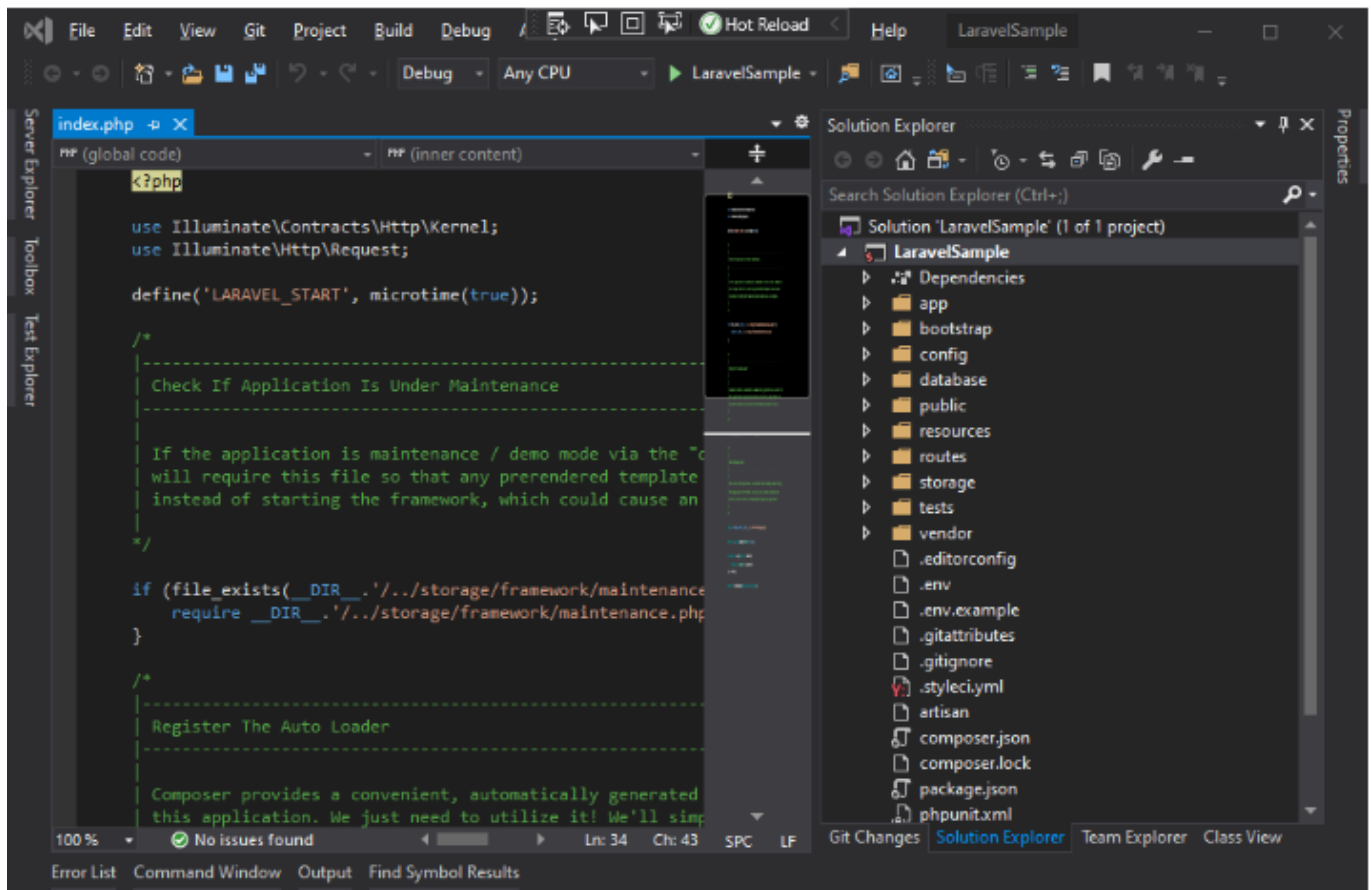 File Edit View Git Project Build Debug Hot Reload Help LaravelSample
Debug Any CPU LaravelSample
Server Explorer
Toolbox
Test Explorer
index.php
PHP (global code) PHP (inner content)
<?php
use Illuminate\Contracts\Http\Kernel;
use Illuminate\Http\Request;
define('LARAVEL_START', microtime(true));
/*
|--------------------------------------------------------
| Check If Application Is Under Maintenance
|--------------------------------------------------------
|
| If the application is maintenance / demo mode via the "d
| will require this file so that any prerendered template
| instead of starting the framework, which could cause an
|
*/
if (file_exists(__DIR__.'/../storage/framework/maintenance
require __DIR__.'/../storage/framework/maintenance.php
}
/*
|--------------------------------------------------------
| Register The Auto Loader
|--------------------------------------------------------
|
| Composer provides a convenient, automatically generated
| this application. We just need to utilize it! We'll simp
100 % No issues found Ln: 34 Ch: 43 SPC LF
Solution Explorer
Search Solution Explorer (Ctrl+;)
Solution 'LaravelSample' (1 of 1 project)
LaravelSample
Dependencies
app
bootstrap
config
database
public
resources
routes
storage
tests
vendor
.editorconfig
.env
.env.example
.gitattributes
.gitignore
.styleci.yml
artisan
composer.json
composer.lock
package.json
phpunit.xml
Git Changes Solution Explorer Team Explorer Class View
Properties
Error List Command Window Output Find Symbol Results